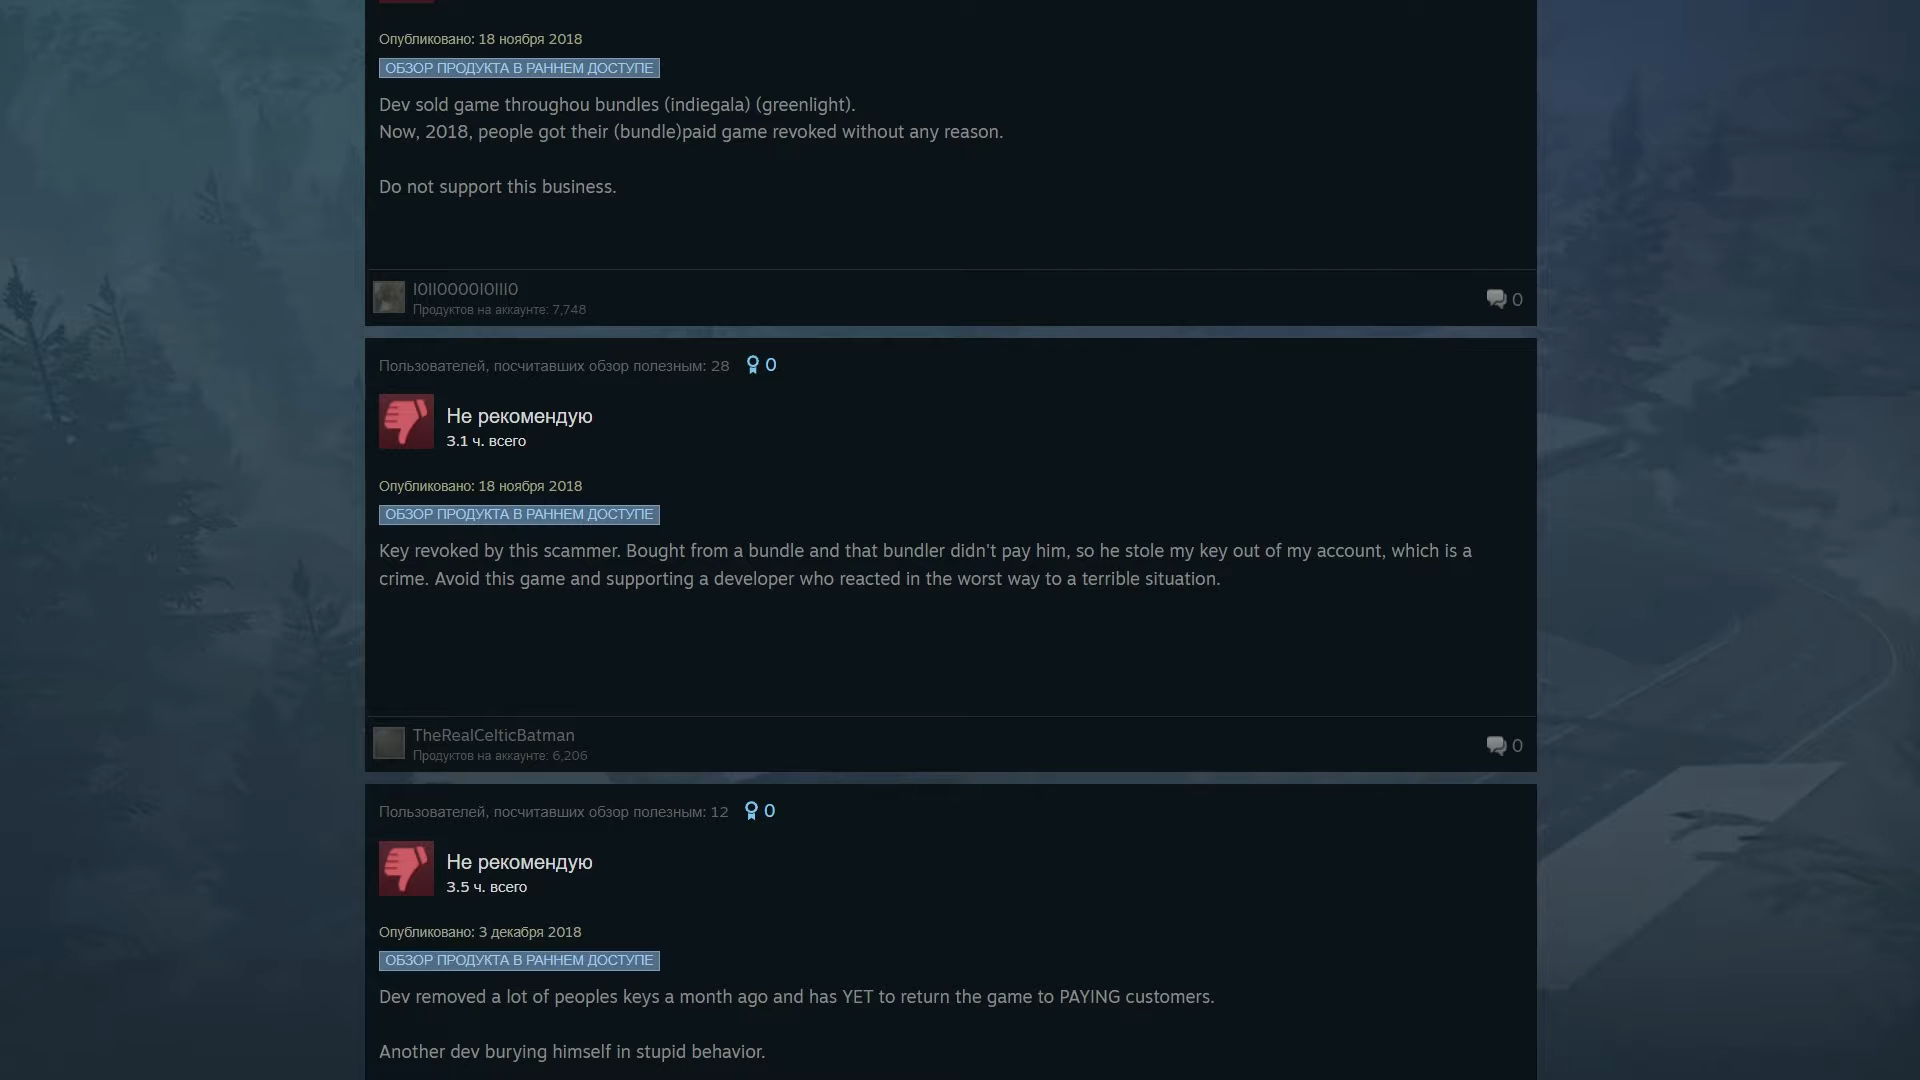 Опубликовано: 18 ноября 2018
ОБЗОР ПРОДУКТА В РАННЕМ ДОСТУПЕ
Dev sold game throughou bundles (indiegala) (greenlight).
Now, 2018, people got their (bundle)paid game revoked without any reason.
Do not support this business.
I0II0000I0III0
Продуктов на аккаунте: 7,748
0
Пользователей, посчитавших обзор полезным: 28
0
Не рекомендую
3.1 ч. всего
Опубликовано: 18 ноября 2018
ОБЗОР ПРОДУКТА В РАННЕМ ДОСТУПЕ
Key revoked by this scammer. Bought from a bundle and that bundler didn't pay him, so he stole my key out of my account, which is a
crime. Avoid this game and supporting a developer who reacted in the worst way to a terrible situation.
TheRealCelticBatman
Продуктов на аккаунте: 6,206
0
Пользователей, посчитавших обзор полезным: 12
0
Не рекомендую
3.5 ч. всего
Опубликовано: 3 декабря 2018
ОБЗОР ПРОДУКТА В РАННЕМ ДОСТУПЕ
Dev removed a lot of peoples keys a month ago and has YET to return the game to PAYING customers.
Another dev burying himself in stupid behavior.